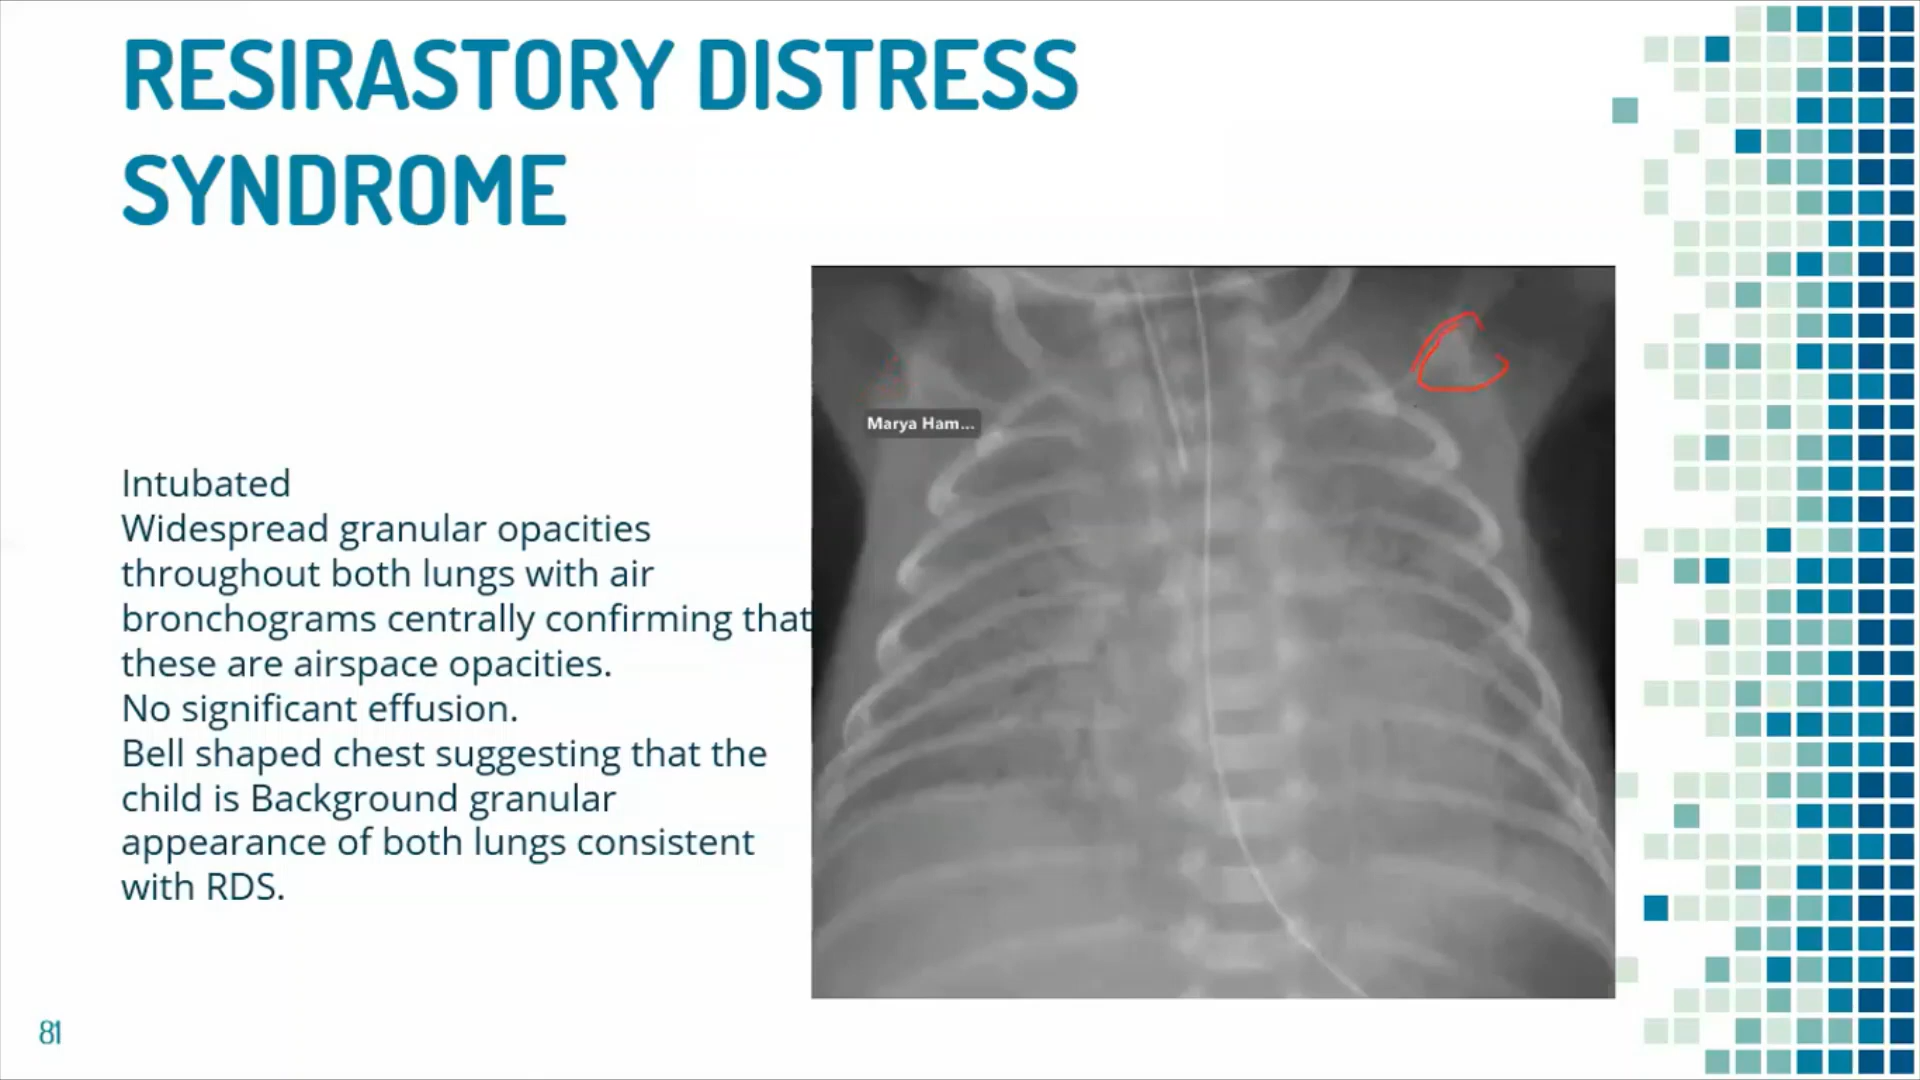 RESIRASTORY DISTRESS
SYNDROME
Marya Ham...
Intubated
Widespread granular opacities
throughout both lungs with air
bronchograms centrally confirming that
these are airspace opacities.
No significant effusion.
Bell shaped chest suggesting that the
child is Background granular
appearance of both lungs consistent
with RDS.
81